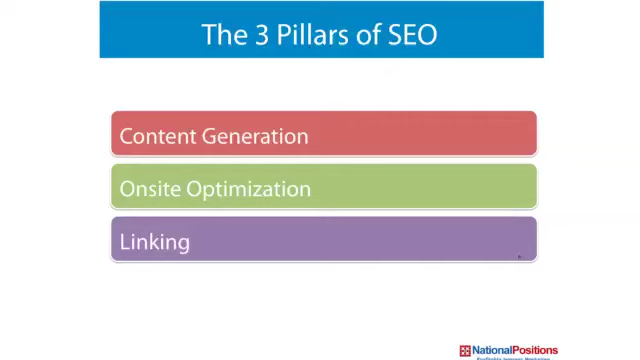 The 3 Pillars of SEO
Content Generation
Onsite Optimization
Linking
NationalPositions